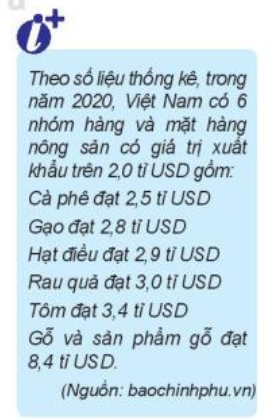 i+
Theo số liệu thống kê, trong
năm 2020, Việt Nam có 6
nhóm hàng và mặt hàng
nông sản có giá trị xuất
khẩu trên 2,0 tỉ USD gồm:
Cà phê đạt 2,5 tỉ USD
Gạo đạt 2,8 tỉ USD
Hạt điều đạt 2,9 tỉ USD
Rau quả đạt 3,0 tỉ USD
Tôm đạt 3,4 tỉ USD
Gỗ và sản phẩm gỗ đạt
8,4 tỉ USD.
(Nguồn: baochinhphu.vn)